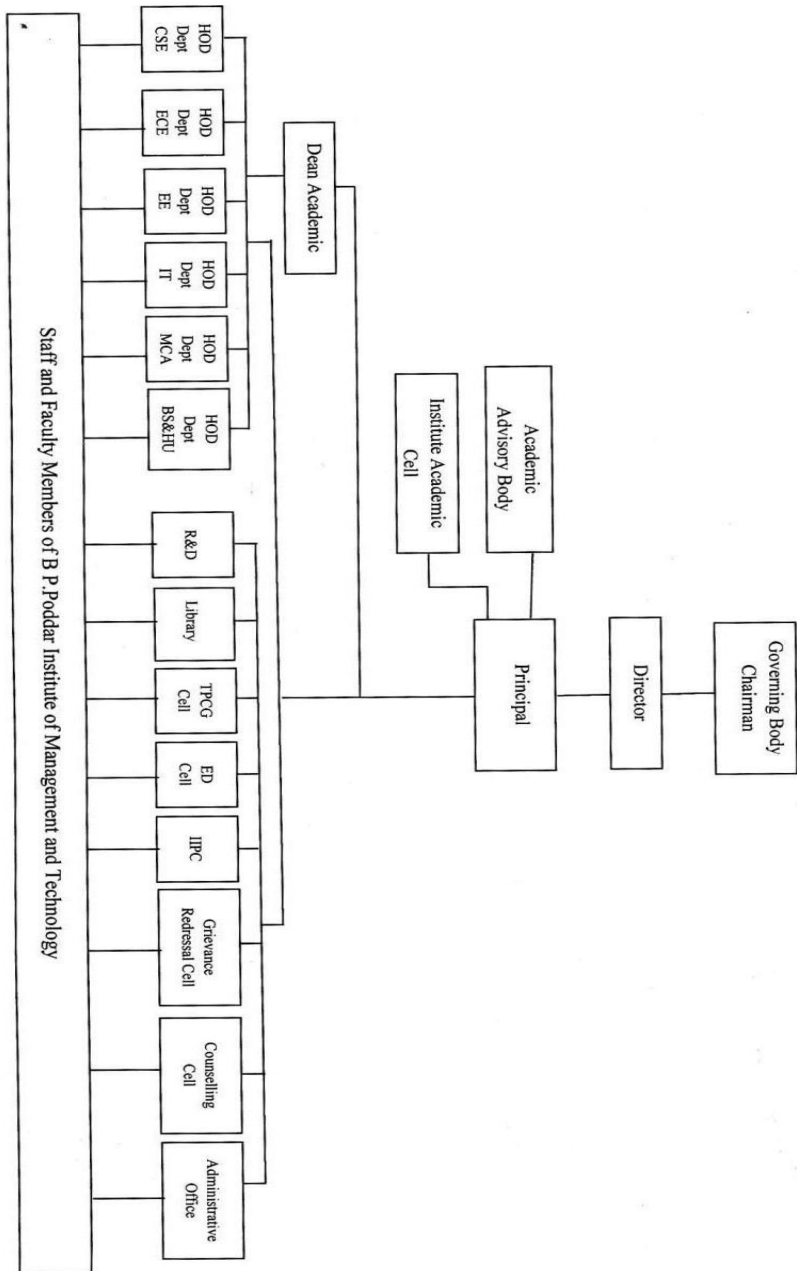 Governing Body
Chairman
Director
Principal
Academic
Advisory Body
Institute Academic
Cell
Dean Academic
HOD
Dept
CSE
HOD
Dept
ECE
HOD
Dept
EE
HOD
Dept
IT
HOD
Dept
MCA
HOD
Dept
BS&HU
R&D
Library
TPCG
Cell
ED
Cell
IIPC
Grievance
Redressal Cell
Counselling
Cell
Administrative
Office
Staff and Faculty Members of B P.Poddar Institute of Management and Technology